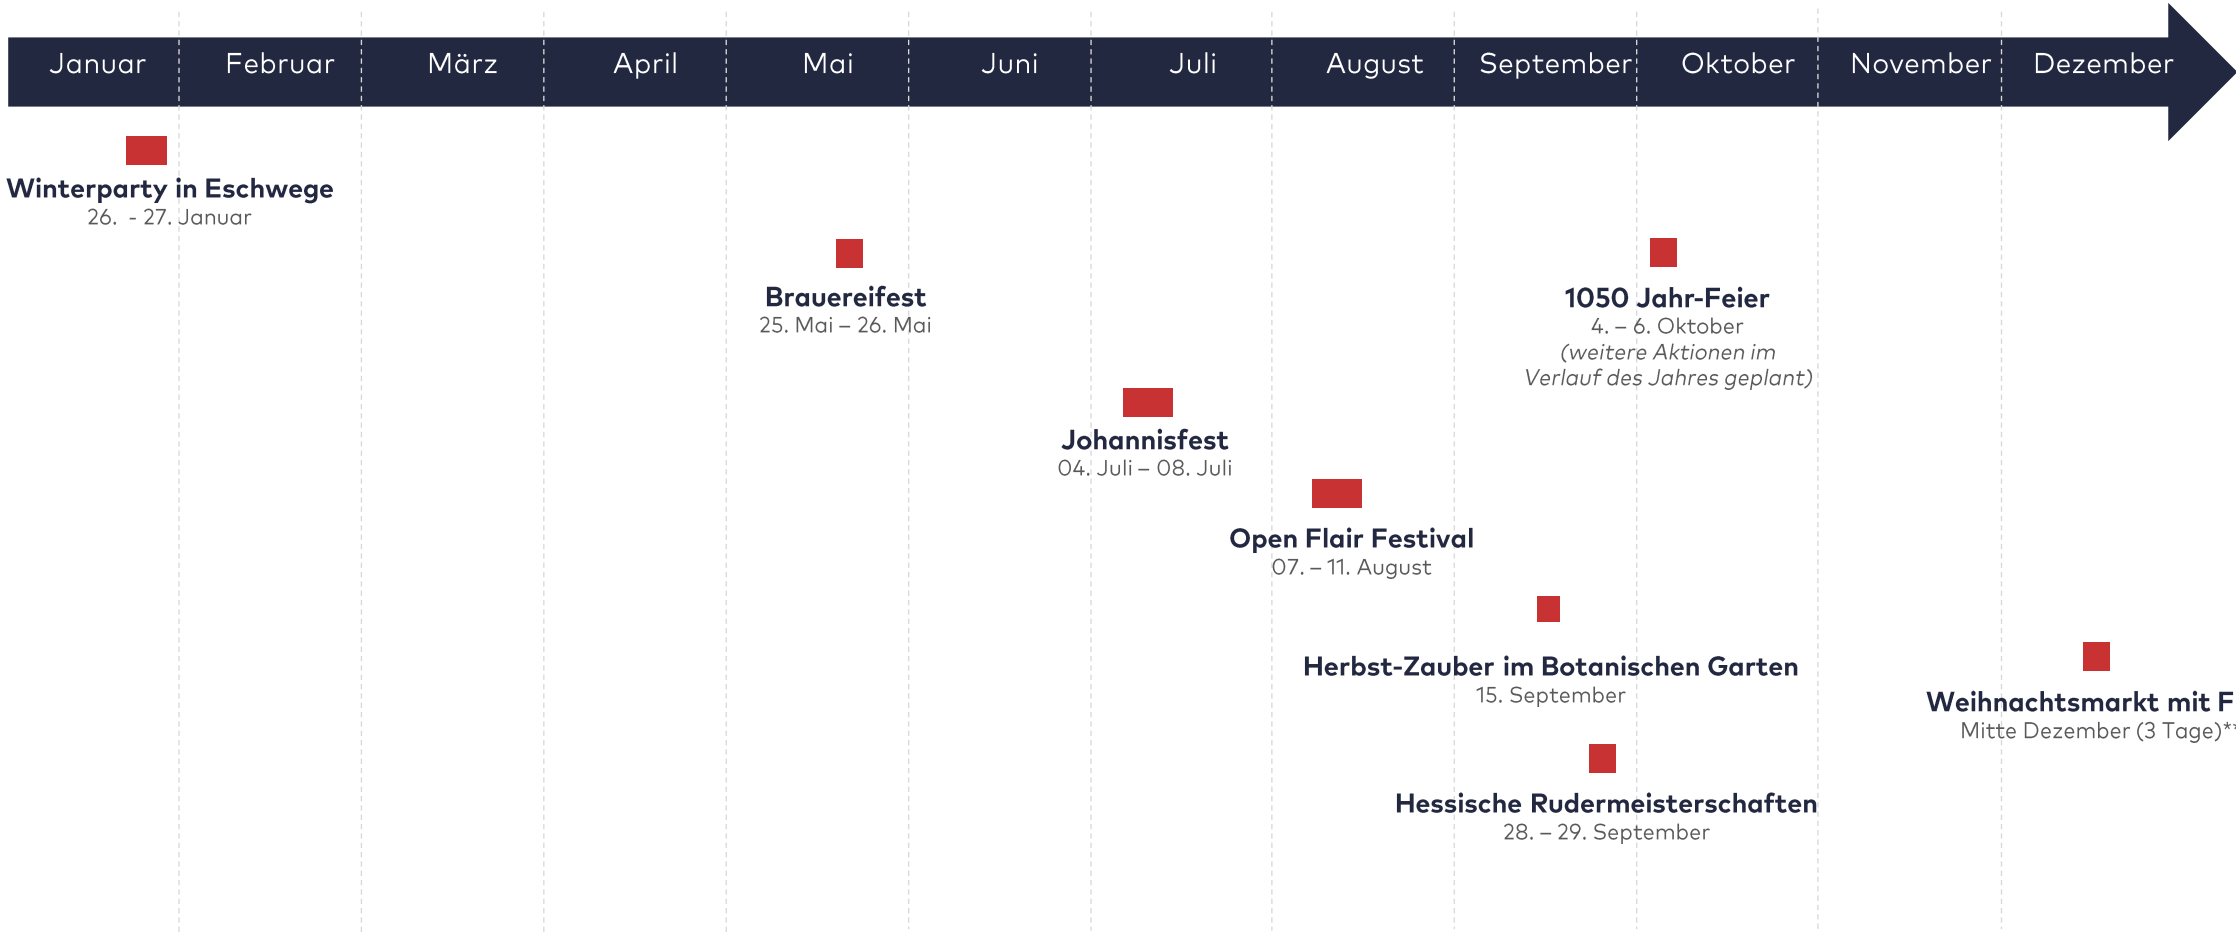 Januar Februar März April Mai Juni Juli August September Oktober November Dezember
Winterparty in Eschwege
26. - 27. Januar
Brauereifest
25. Mai – 26. Mai
1050 Jahr-Feier
4. – 6. Oktober
(weitere Aktionen im
Verlauf des Jahres geplant)
Johannisfest
04. Juli – 08. Juli
Open Flair Festival
07. – 11. August
Herbst-Zauber im Botanischen Garten
15. September
Weihnachtsmarkt mit F
Mitte Dezember (3 Tage)**
Hessische Rudermeisterschaften
28. – 29. September